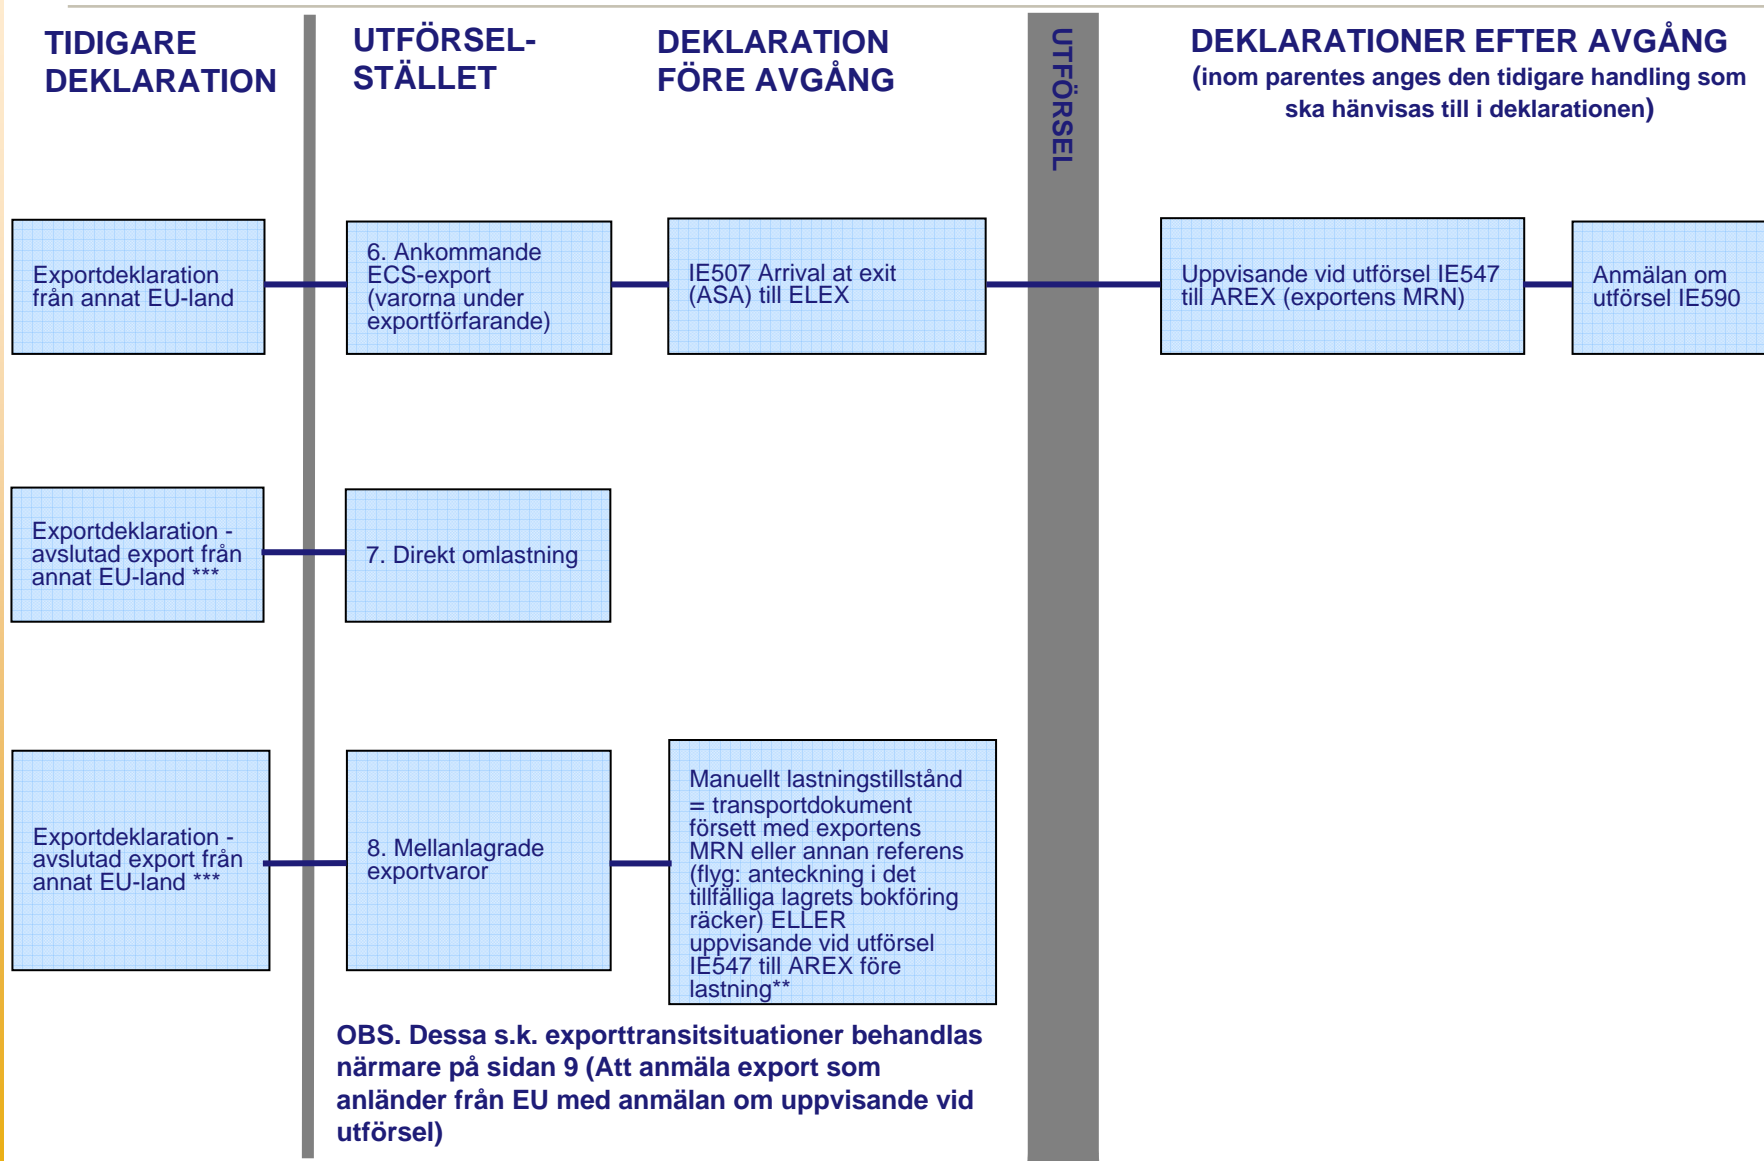 TIDIGARE
DEKLARATION
UTFÖRSEL-
STÄLLET
DEKLARATION
FÖRE AVGÅNG
UTFÖRSEL
DEKLARATIONER EFTER AVGÅNG
(inom parentes anges den tidigare handling som
ska hänvisas till i deklarationen)
Exportdeklaration
från annat EU-land
6. Ankommande
ECS-export
(varorna under
exportförfarande)
IE507 Arrival at exit
(ASA) till ELEX
Uppvisande vid utförsel IE547
till AREX (exportens MRN)
Anmälan om
utförsel IE590
Exportdeklaration -
avslutad export från
annat EU-land ***
7. Direkt omlastning
Exportdeklaration -
avslutad export från
annat EU-land ***
8. Mellanlagrade
exportvaror
Manuellt lastningstillstånd
= transportdokument
försett med exportens
MRN eller annan referens
(flyg: anteckning i det
tillfälliga lagrets bokföring
räcker) ELLER
uppvisande vid utförsel
IE547 till AREX före
lastning**
OBS. Dessa s.k. exporttransitsituationer behandlas
närmare på sidan 9 (Att anmäla export som
anländer från EU med anmälan om uppvisande vid
utförsel)